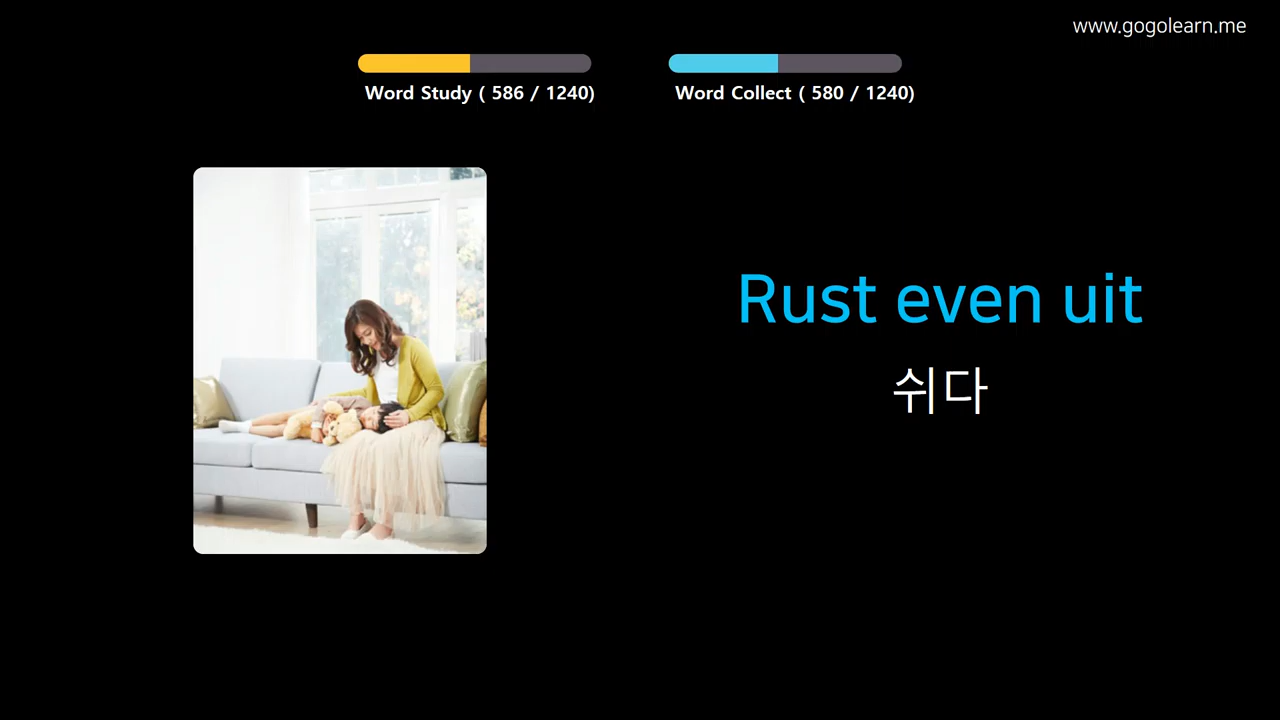 www.gogolearn.me
Word Study ( 586 / 1240)
Word Collect ( 580 / 1240)
Rust even uit
쉬다